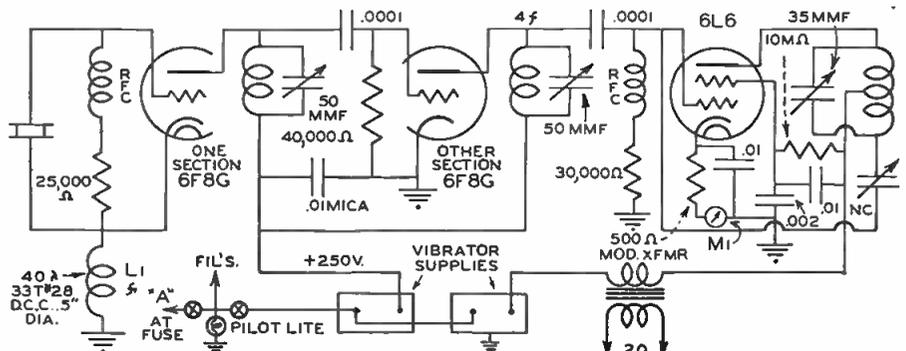 .0001
4f
.0001
6L6
35MMF
10MΩ
RFC
50
MMF
40,000Ω
50 MMF
RFC
ONE
SECTION
6F8G
OTHER
SECTION
6F8G
25,000
Ω
.01MICA
30,000Ω
.01
.01
.002
NC
500Ω
M1
MOD. XFMR
40λ
33T#28
D.C.C. .5"
DIA.
L1
f
FIL'S.
+250V.
VIBRATOR
SUPPLIES
"A"
AT
FUSE
PILOT LITE